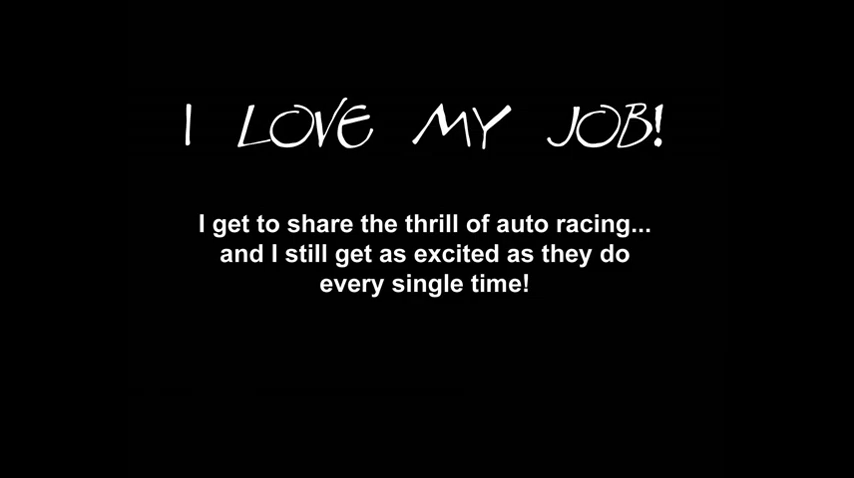 I LOVE MY JOB!
I get to share the thrill of auto racing...
and I still get as excited as they do
every single time!